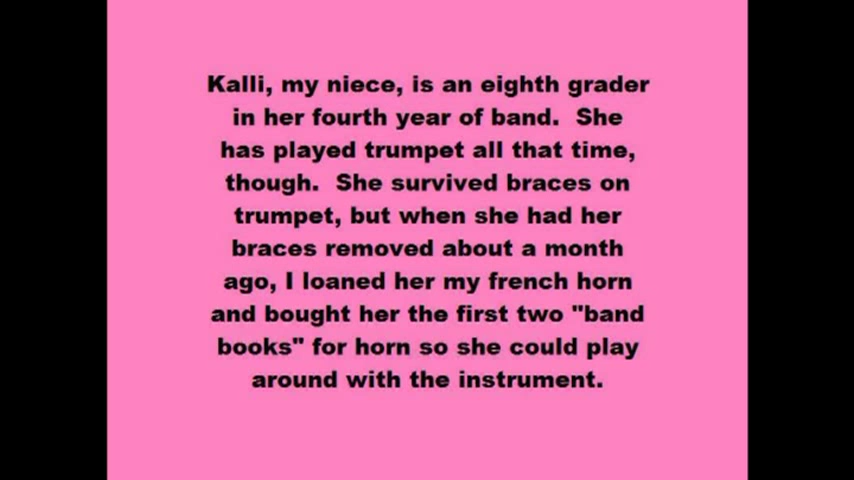 Kalli, my niece, is an eighth grader
in her fourth year of band.  She
has played trumpet all that time,
though.  She survived braces on
trumpet, but when she had her
braces removed about a month
ago, I loaned her my french horn
and bought her the first two "band
books" for horn so she could play
around with the instrument.